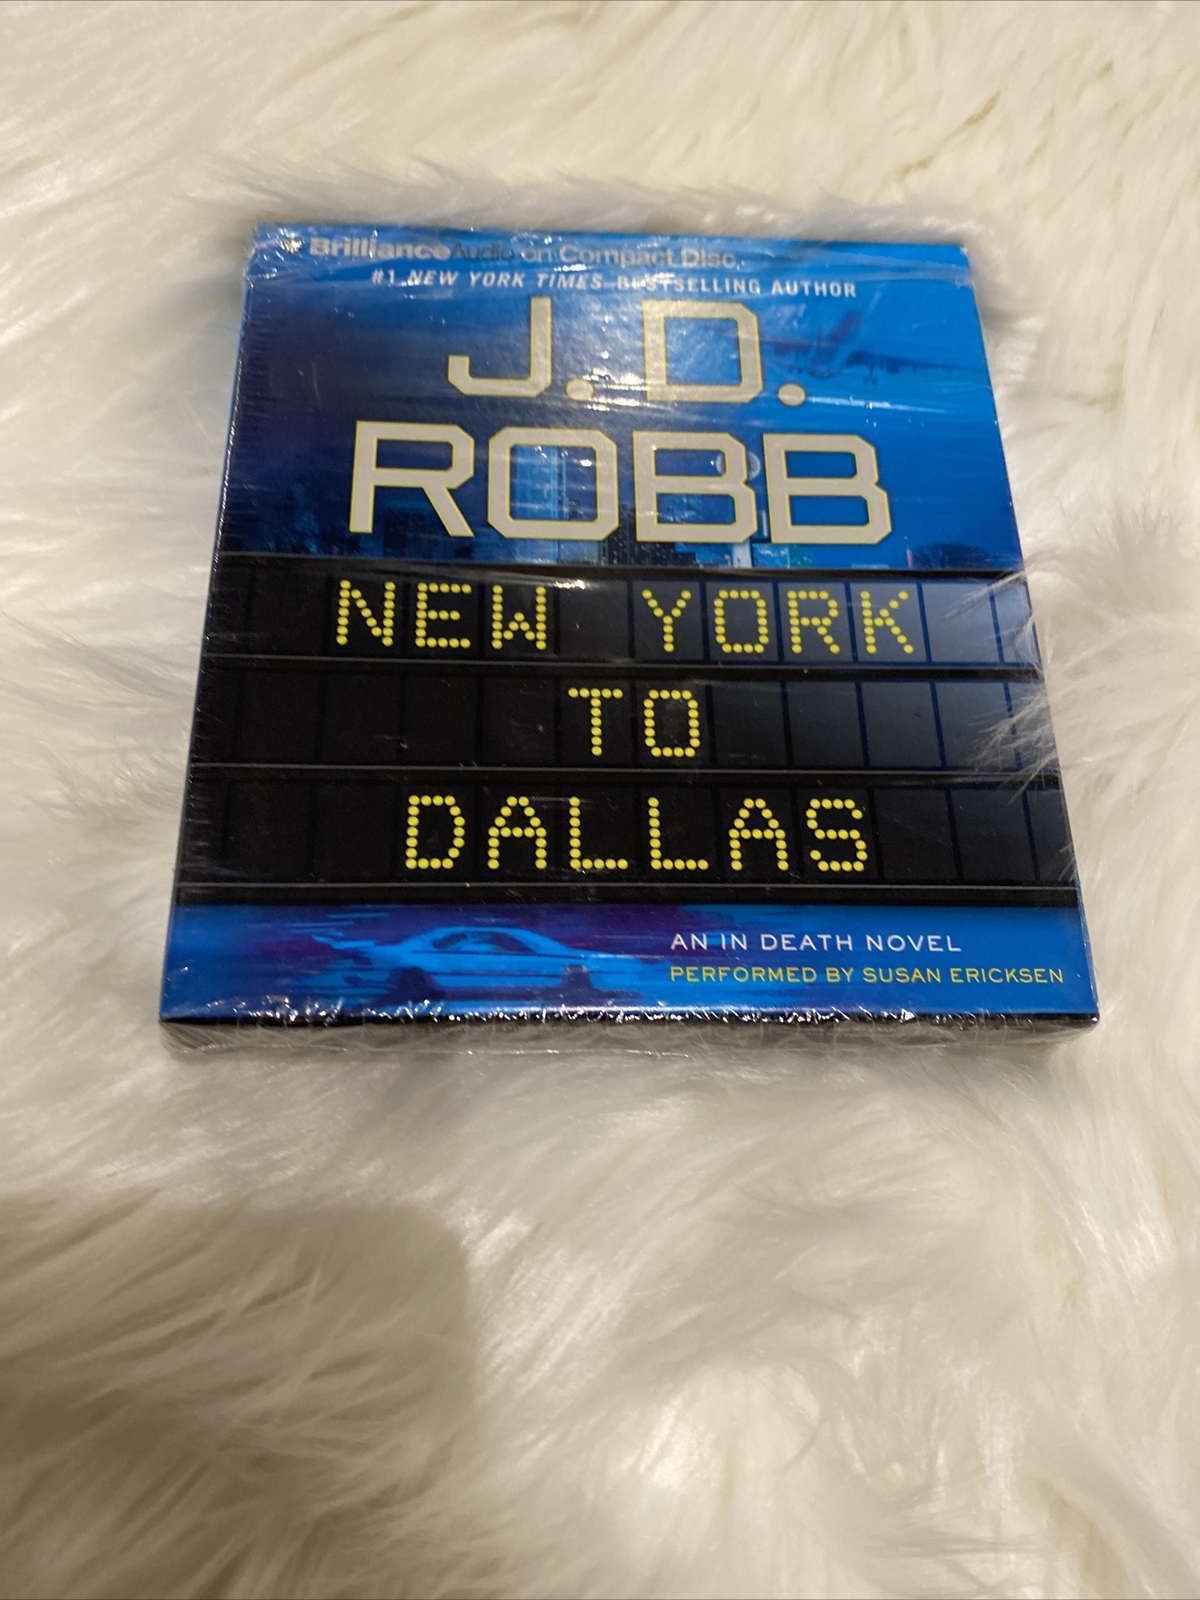 Brilliance Audio on Compact Disc
#1 NEW YORK TIMES BESTSELLING AUTHOR
J.D.
ROBB
NEW YORK
TO
DALLAS
AN IN DEATH NOVEL
PERFORMED BY SUSAN ERICKSEN